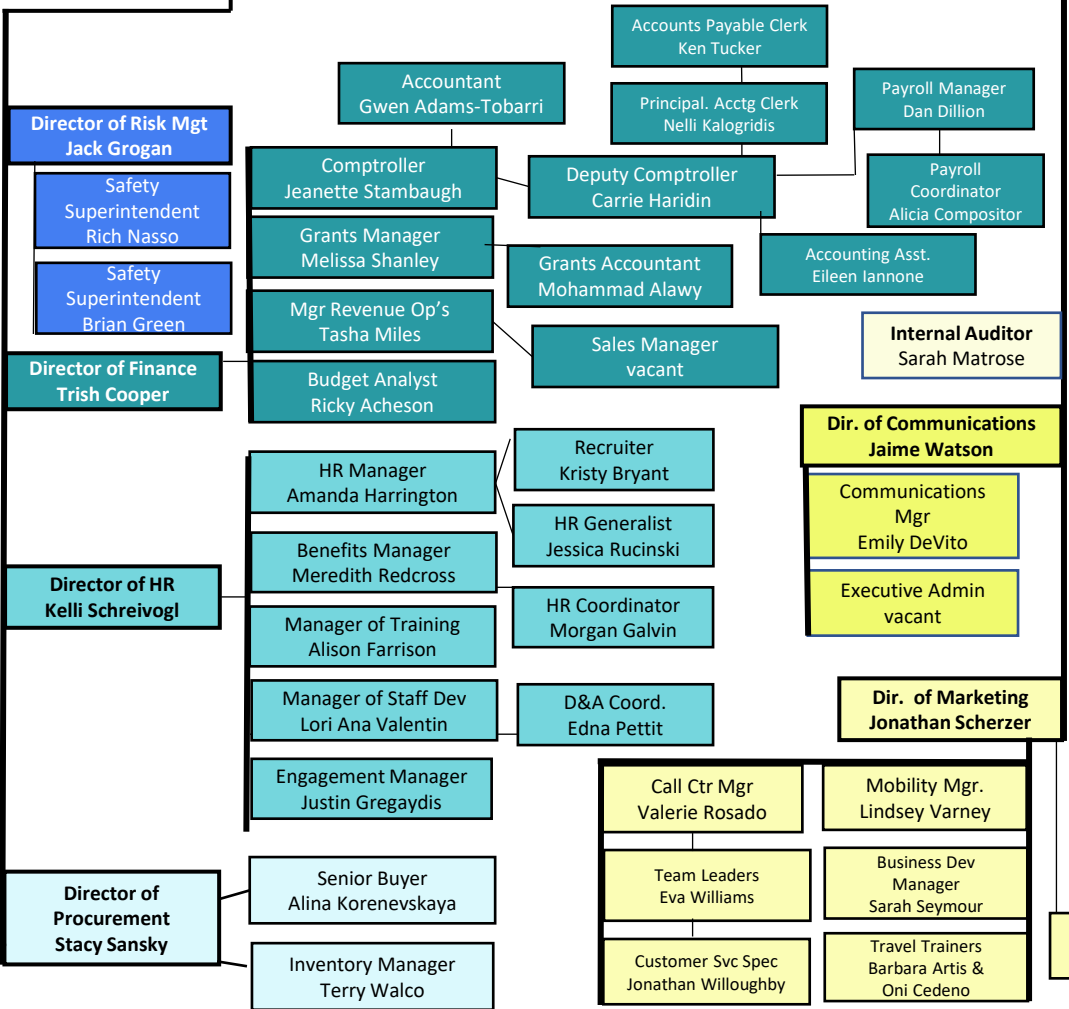 Accounts Payable Clerk
Ken Tucker
Accountant
Gwen Adams-Tobarri
Principal. Acctg Clerk
Nelli Kalogridis
Payroll Manager
Dan Dillion
Director of Risk Mgt
Jack Grogan
Safety
Superintendent
Rich Nasso
Safety
Superintendent
Brian Green
Comptroller
Jeanette Stambaugh
Deputy Comptroller
Carrie Haridin
Payroll
Coordinator
Alicia Compositor
Grants Manager
Melissa Shanley
Grants Accountant
Mohammad Alawy
Accounting Asst.
Eileen Iannone
Mgr Revenue Op's
Tasha Miles
Sales Manager
vacant
Internal Auditor
Sarah Matrose
Director of Finance
Trish Cooper
Budget Analyst
Ricky Acheson
Dir. of Communications
Jaime Watson
Communications
Mgr
Emily DeVito
Executive Admin
vacant
HR Manager
Amanda Harrington
Recruiter
Kristy Bryant
HR Generalist
Jessica Rucinski
Benefits Manager
Meredith Redcross
HR Coordinator
Morgan Galvin
Director of HR
Kelli Schreivogl
Manager of Training
Alison Farrison
Manager of Staff Dev
Lori Ana Valentin
D&A Coord.
Edna Pettit
Engagement Manager
Justin Gregaydis
Dir. of Marketing
Jonathan Scherzer
Call Ctr Mgr
Valerie Rosado
Mobility Mgr.
Lindsey Varney
Team Leaders
Eva Williams
Business Dev
Manager
Sarah Seymour
Customer Svc Spec
Jonathan Willoughby
Travel Trainers
Barbara Artis &
Oni Cedeno
Director of
Procurement
Stacy Sansky
Senior Buyer
Alina Korenevskaya
Inventory Manager
Terry Walco